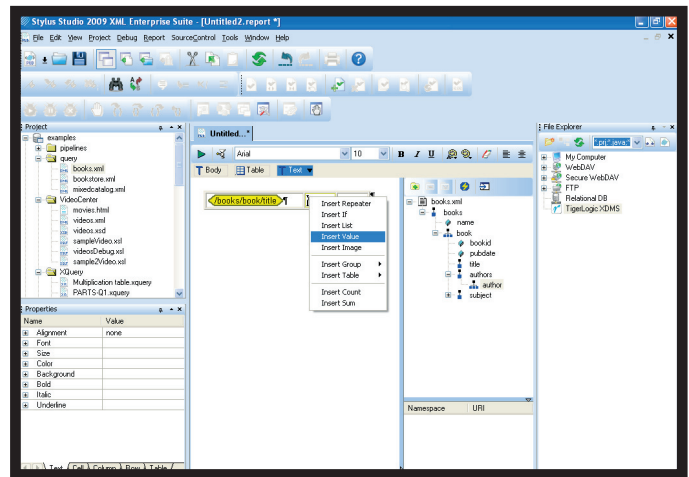 Stylus Studio 2009 XML Enterprise Suite - [Untitled2.report *]
File Edit View Project Debug Report SourceControl Tools Window Help
Project
examples
pipelines
query
books.xml
bookstore.xml
mixedcatalog.xml
VideoCenter
movies.html
videos.xml
videos.xsd
sampleVideo.xsl
videosDebug.xsl
sample2Video.xsl
XQuery
Multiplication table.xquery
PARTS-Q1.xquery
Properties
Name Value
Alignment none
Font
Size
Color
Background
Bold
Italic
Underline
Text Cell Column Row Table
Untitled...*
Arial 10 B I U
Body Table Text
/books/book/title ¶ ¶
Insert Repeater
Insert If
Insert List
Insert Value
Insert Image
Insert Group
Insert Table
Insert Count
Insert Sum
books.xml
books
name
book
bookid
pubdate
title
authors
author
subject
Namespace URI
File Explorer
*.prj;*.java;*
My Computer
WebDAV
Secure WebDAV
FTP
Relational DB
TigerLogic XDMS